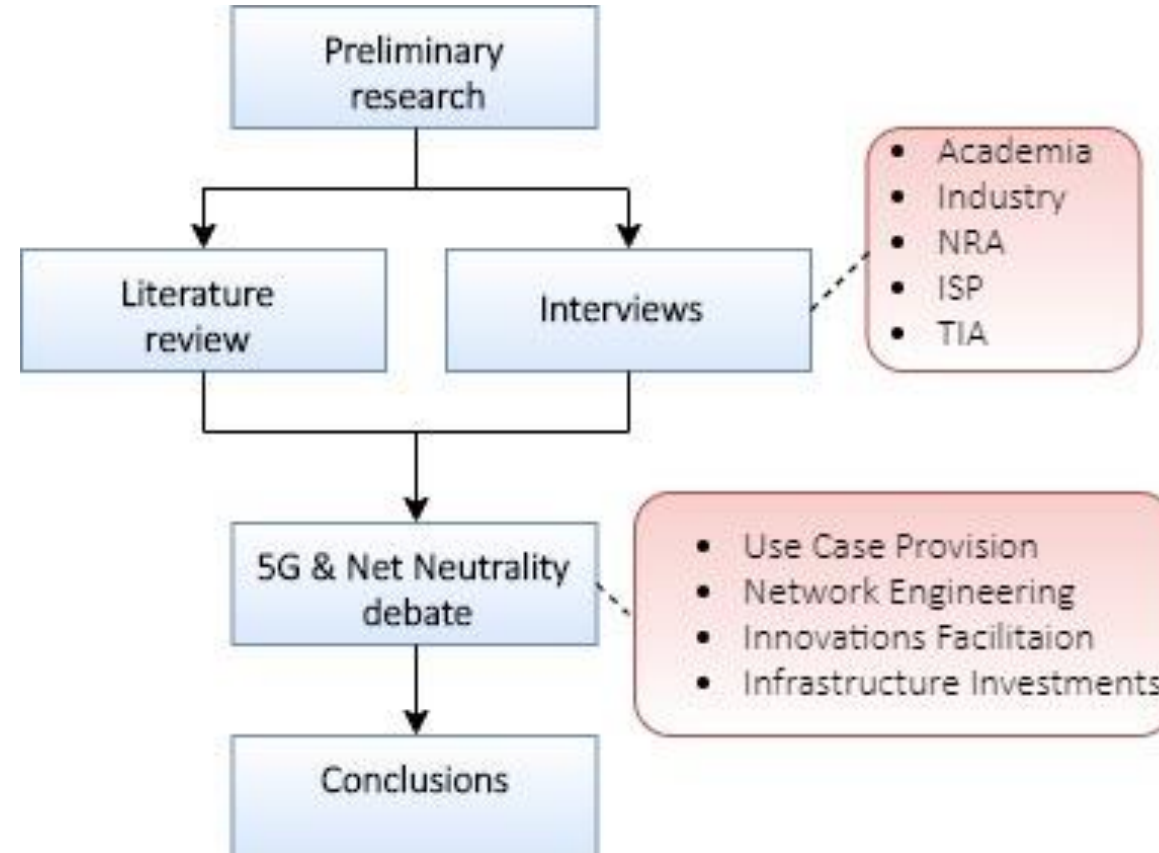 Preliminary
research
Literature
review
Interviews
• Academia
• Industry
• NRA
• ISP
• TIA
5G & Net Neutrality
debate
• Use Case Provision
• Network Engineering
• Innovations Facilitaion
• Infrastructure Investments
Conclusions